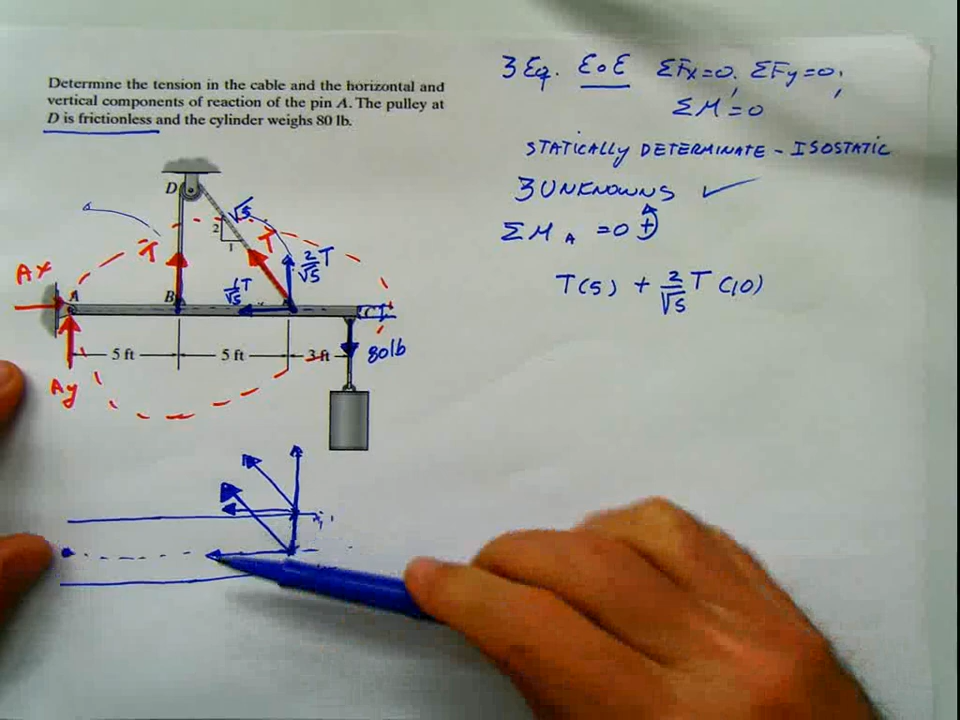 Determine the tension in the cable and the horizontal and
vertical components of reaction of the pin A. The pulley at
D is frictionless and the cylinder weighs 80 lb.
3 Eq. EoE ΣFx=0; ΣFy=0;
ΣM=0
STATICALLY DETERMINATE - ISOSTATIC
3 UNKNOWNS ✓
ΣM A =0 +
T(5) + 2/√5 T (10)
D
√5
2
1
T
T
2/√5 T
1/√5 T
Ax
A
B
C
5 ft
5 ft
3 ft
80lb
Ay